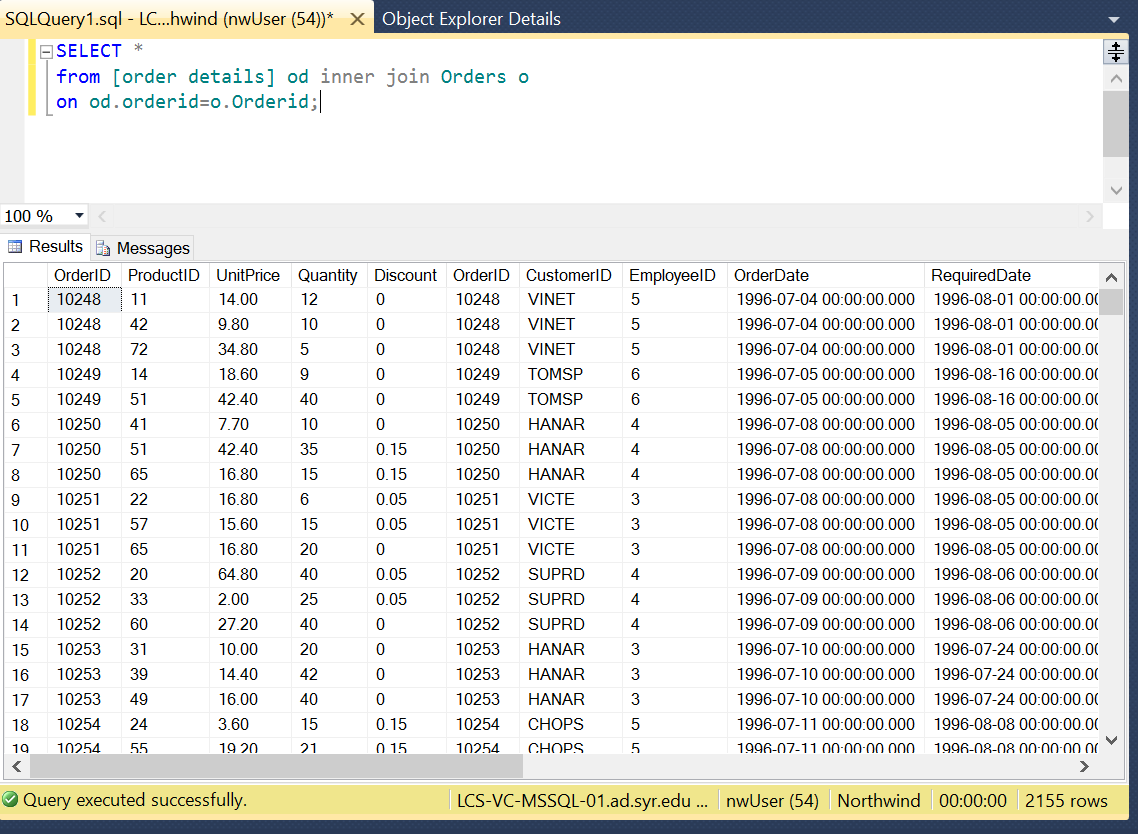 SQLQuery1.sql - LC...hwind (nwUser (54))* Object Explorer Details
SELECT *
from [order details] od inner join Orders o
on od.orderid=o.Orderid;
100 %
Results Messages
OrderID ProductID UnitPrice Quantity Discount OrderID CustomerID EmployeeID OrderDate RequiredDate
1 10248 11 14.00 12 0 10248 VINET 5 1996-07-04 00:00:00.000 1996-08-01 00:00:00.00
2 10248 42 9.80 10 0 10248 VINET 5 1996-07-04 00:00:00.000 1996-08-01 00:00:00.00
3 10248 72 34.80 5 0 10248 VINET 5 1996-07-04 00:00:00.000 1996-08-01 00:00:00.00
4 10249 14 18.60 9 0 10249 TOMSP 6 1996-07-05 00:00:00.000 1996-08-16 00:00:00.00
5 10249 51 42.40 40 0 10249 TOMSP 6 1996-07-05 00:00:00.000 1996-08-16 00:00:00.00
6 10250 41 7.70 10 0 10250 HANAR 4 1996-07-08 00:00:00.000 1996-08-05 00:00:00.00
7 10250 51 42.40 35 0.15 10250 HANAR 4 1996-07-08 00:00:00.000 1996-08-05 00:00:00.00
8 10250 65 16.80 15 0.15 10250 HANAR 4 1996-07-08 00:00:00.000 1996-08-05 00:00:00.00
9 10251 22 16.80 6 0.05 10251 VICTE 3 1996-07-08 00:00:00.000 1996-08-05 00:00:00.00
10 10251 57 15.60 15 0.05 10251 VICTE 3 1996-07-08 00:00:00.000 1996-08-05 00:00:00.00
11 10251 65 16.80 20 0 10251 VICTE 3 1996-07-08 00:00:00.000 1996-08-05 00:00:00.00
12 10252 20 64.80 40 0.05 10252 SUPRD 4 1996-07-09 00:00:00.000 1996-08-06 00:00:00.00
13 10252 33 2.00 25 0.05 10252 SUPRD 4 1996-07-09 00:00:00.000 1996-08-06 00:00:00.00
14 10252 60 27.20 40 0 10252 SUPRD 4 1996-07-09 00:00:00.000 1996-08-06 00:00:00.00
15 10253 31 10.00 20 0 10253 HANAR 3 1996-07-10 00:00:00.000 1996-07-24 00:00:00.00
16 10253 39 14.40 42 0 10253 HANAR 3 1996-07-10 00:00:00.000 1996-07-24 00:00:00.00
17 10253 49 16.00 40 0 10253 HANAR 3 1996-07-10 00:00:00.000 1996-07-24 00:00:00.00
18 10254 24 3.60 15 0.15 10254 CHOPS 5 1996-07-11 00:00:00.000 1996-08-08 00:00:00.00
19 10254 55 19.20 21 0.15 10254 CHOPS 5 1996-07-11 00:00:00.000 1996-08-08 00:00:00.00
Query executed successfully. LCS-VC-MSSQL-01.ad.syr.edu ... nwUser (54) Northwind 00:00:00 2155 rows